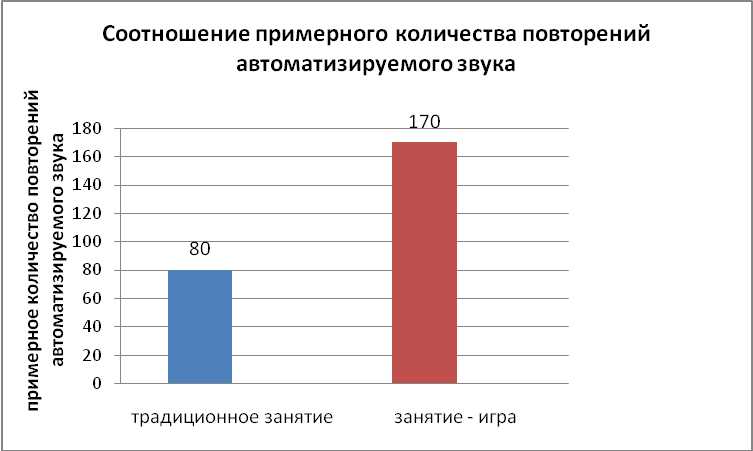 Соотношение примерного количества повторений
автоматизируемого звука
примерное количество повторений
автоматизируемого звука
180
160
140
120
100
80
60
40
20
0
80
170
традиционное занятие
занятие - игра